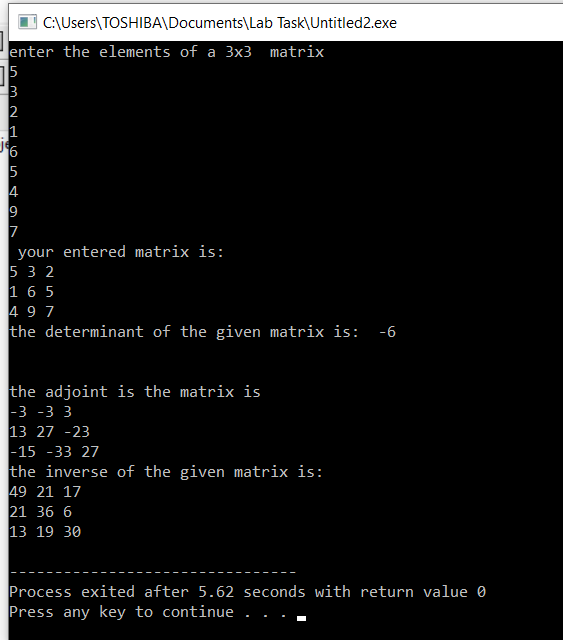 C:\Users\TOSHIBA\Documents\Lab Task\Untitled2.exe
enter the elements of a 3x3  matrix
5
3
2
1
6
5
4
9
7
 your entered matrix is:
5 3 2
1 6 5
4 9 7
the determinant of the given matrix is:  -6
the adjoint is the matrix is
-3 -3 3
13 27 -23
-15 -33 27
the inverse of the given matrix is:
49 21 17
21 36 6
13 19 30
--------------------------------
Process exited after 5.62 seconds with return value 0
Press any key to continue . . .